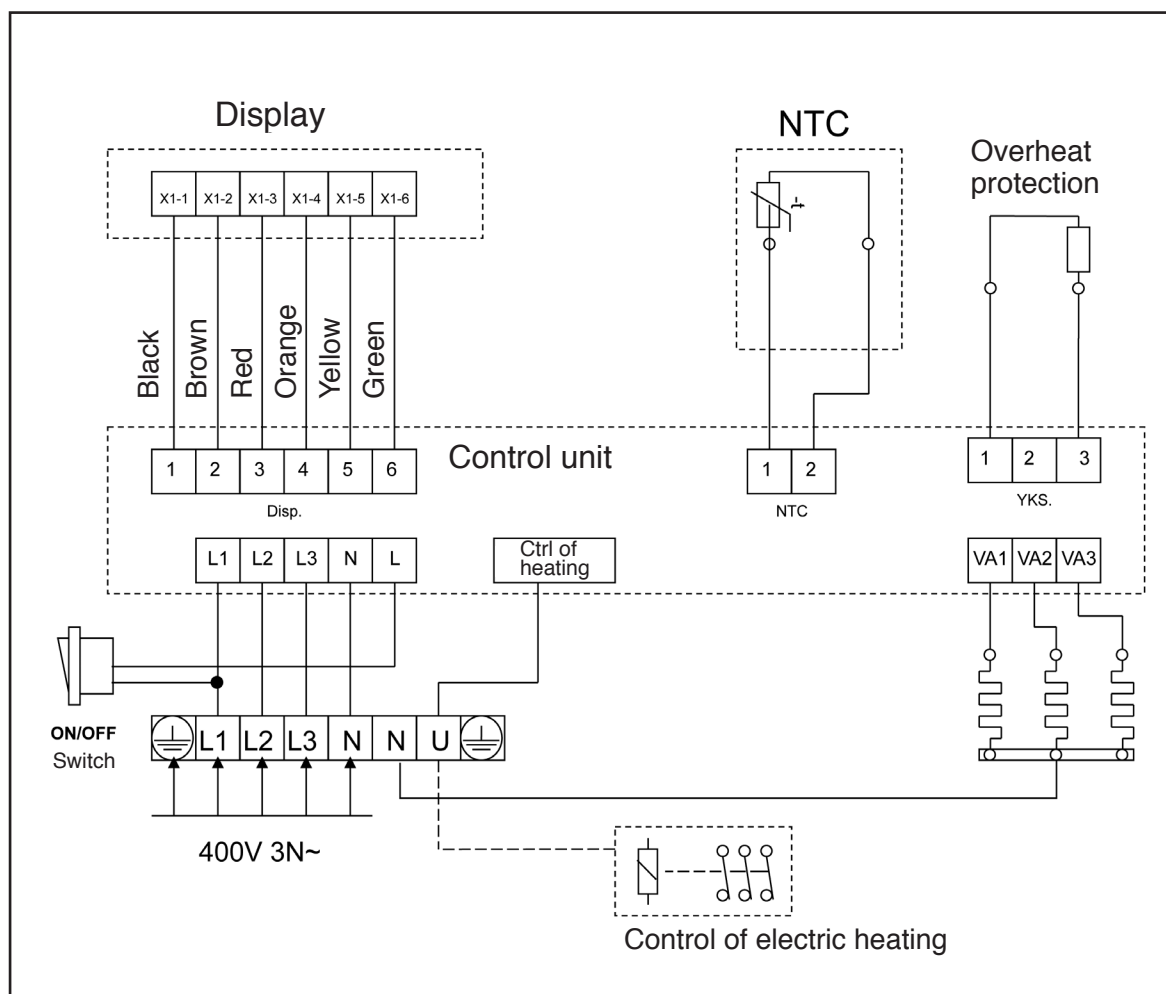 Display
NTC
Overheat
protection
X1-1 X1-2 X1-3 X1-4 X1-5 X1-6
-t
Black
Brown
Red
Orange
Yellow
Green
1 2 3 4 5 6
Control unit
1 2
1 2 3
Disp.
NTC
YKS.
L1 L2 L3 N L
Ctrl of
heating
VA1 VA2 VA3
ON/OFF
Switch
L1 L2 L3 N N U
400V 3N~
Control of electric heating